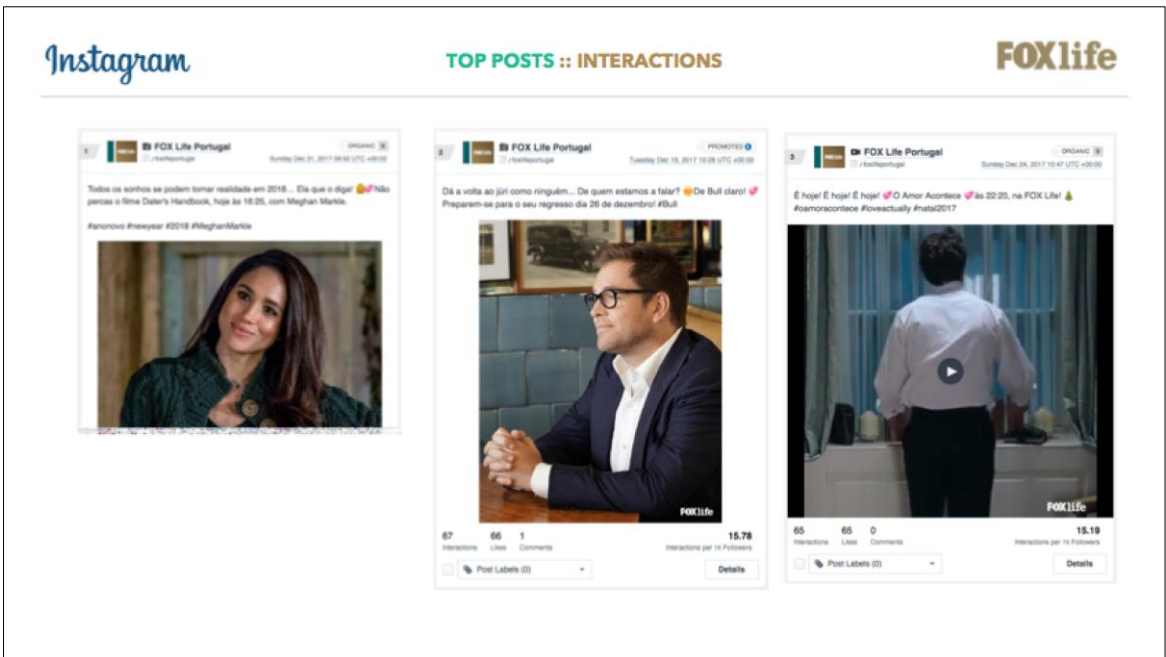 Instagram
TOP POSTS :: INTERACTIONS
FOXlife
1
FOX Life Portugal
/foxlifeportugal
ORGANIC
Sunday Dec 31, 2017 09:02 UTC +00:00
Todos os sonhos se podem tornar realidade em 2018... Ela que o diga! Não
percas o filme Dater's Handbook, hoje às 18:25, com Meghan Markle.
#anonovo #newyear #2018 #MeghanMarkle
2
FOX Life Portugal
/foxlifeportugal
PROMOTED
Tuesday Dec 19, 2017 10:28 UTC +00:00
Dá a volta ao júri como ninguém... De quem estamos a falar? De Bull claro!
Preparem-se para o seu regresso dia 26 de dezembro! #Bull
FOXlife
67 66 1 15.78
Interactions Likes Comments Interactions per 1k Followers
Post Labels (0) Details
3
FOX Life Portugal
/foxlifeportugal
ORGANIC
Sunday Dec 24, 2017 10:47 UTC +00:00
É hoje! É hoje! É hoje! O Amor Acontece às 22:20, na FOX Life!
#oamoracontece #loveactually #natal2017
FOXlife
65 65 0 15.19
Interactions Likes Comments Interactions per 1k Followers
Post Labels (0) Details